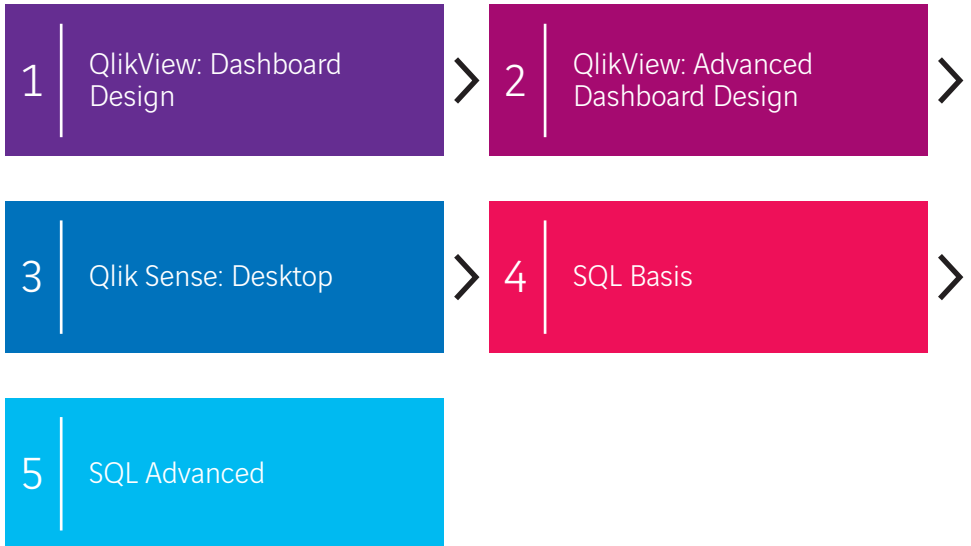 1
QlikView: Dashboard
Design
2
QlikView: Advanced
Dashboard Design
3
Qlik Sense: Desktop
4
SQL Basis
5
SQL Advanced